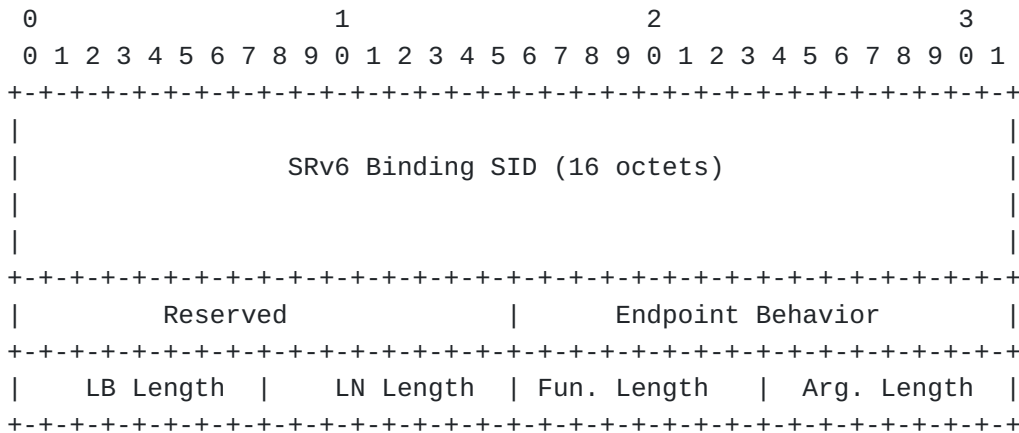 0                   1                   2                   3
 0 1 2 3 4 5 6 7 8 9 0 1 2 3 4 5 6 7 8 9 0 1 2 3 4 5 6 7 8 9 0 1
+-+-+-+-+-+-+-+-+-+-+-+-+-+-+-+-+-+-+-+-+-+-+-+-+-+-+-+-+-+-+-+-+
|                                                               |
|                 SRv6 Binding SID (16 octets)                  |
|                                                               |
|                                                               |
+-+-+-+-+-+-+-+-+-+-+-+-+-+-+-+-+-+-+-+-+-+-+-+-+-+-+-+-+-+-+-+-+
|         Reserved              |      Endpoint Behavior        |
+-+-+-+-+-+-+-+-+-+-+-+-+-+-+-+-+-+-+-+-+-+-+-+-+-+-+-+-+-+-+-+-+
|    LB Length  |    LN Length  | Fun. Length   |  Arg. Length  |
+-+-+-+-+-+-+-+-+-+-+-+-+-+-+-+-+-+-+-+-+-+-+-+-+-+-+-+-+-+-+-+-+